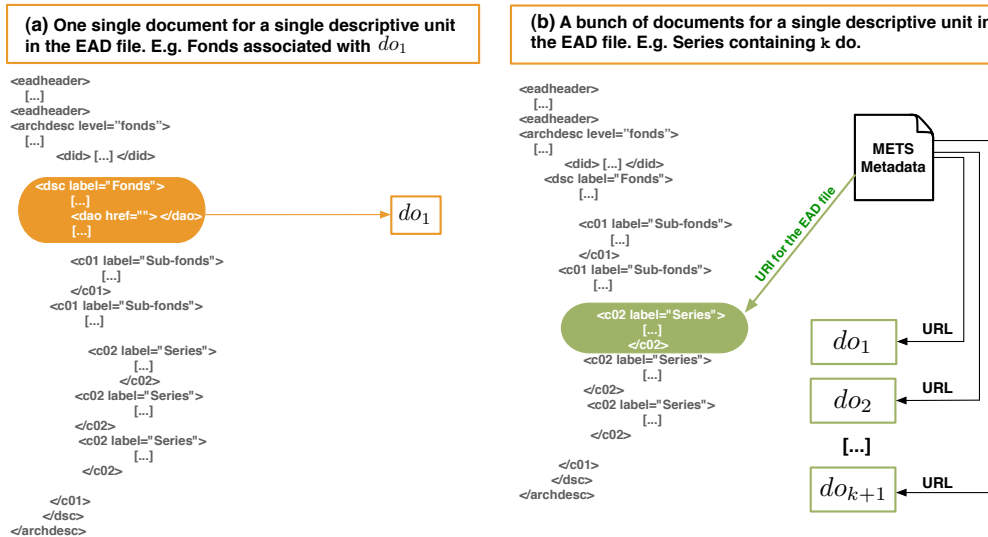 (a) One single document for a single descriptive unit
in the EAD file. E.g. Fonds associated with do1
<eadheader>
[...]
<eadheader>
<archdesc level="fonds">
[...]
<did> [...] </did>
<dsc label="Fonds">
[...]
<dao href=""> </dao>
[...]
do1
<c01 label="Sub-fonds">
[...]
</c01>
<c01 label="Sub-fonds">
[...]
<c02 label="Series">
[...]
</c02>
<c02 label="Series">
[...]
</c02>
<c02 label="Series">
[...]
</c02>
</c01>
</dsc>
</archdesc>
(b) A bunch of documents for a single descriptive unit in
the EAD file. E.g. Series containing k do.
<eadheader>
[...]
<eadheader>
<archdesc level="fonds">
[...]
<did> [...] </did>
<dsc label="Fonds">
[...]
<c01 label="Sub-fonds">
[...]
</c01>
<c01 label="Sub-fonds">
[...]
<c02 label="Series">
[...]
</c02>
<c02 label="Series">
[...]
</c02>
<c02 label="Series">
[...]
</c02>
</c01>
</dsc>
</archdesc>
METS
Metadata
URI for the EAD file
URL
do1
URL
do2
[...]
URL
dok+1